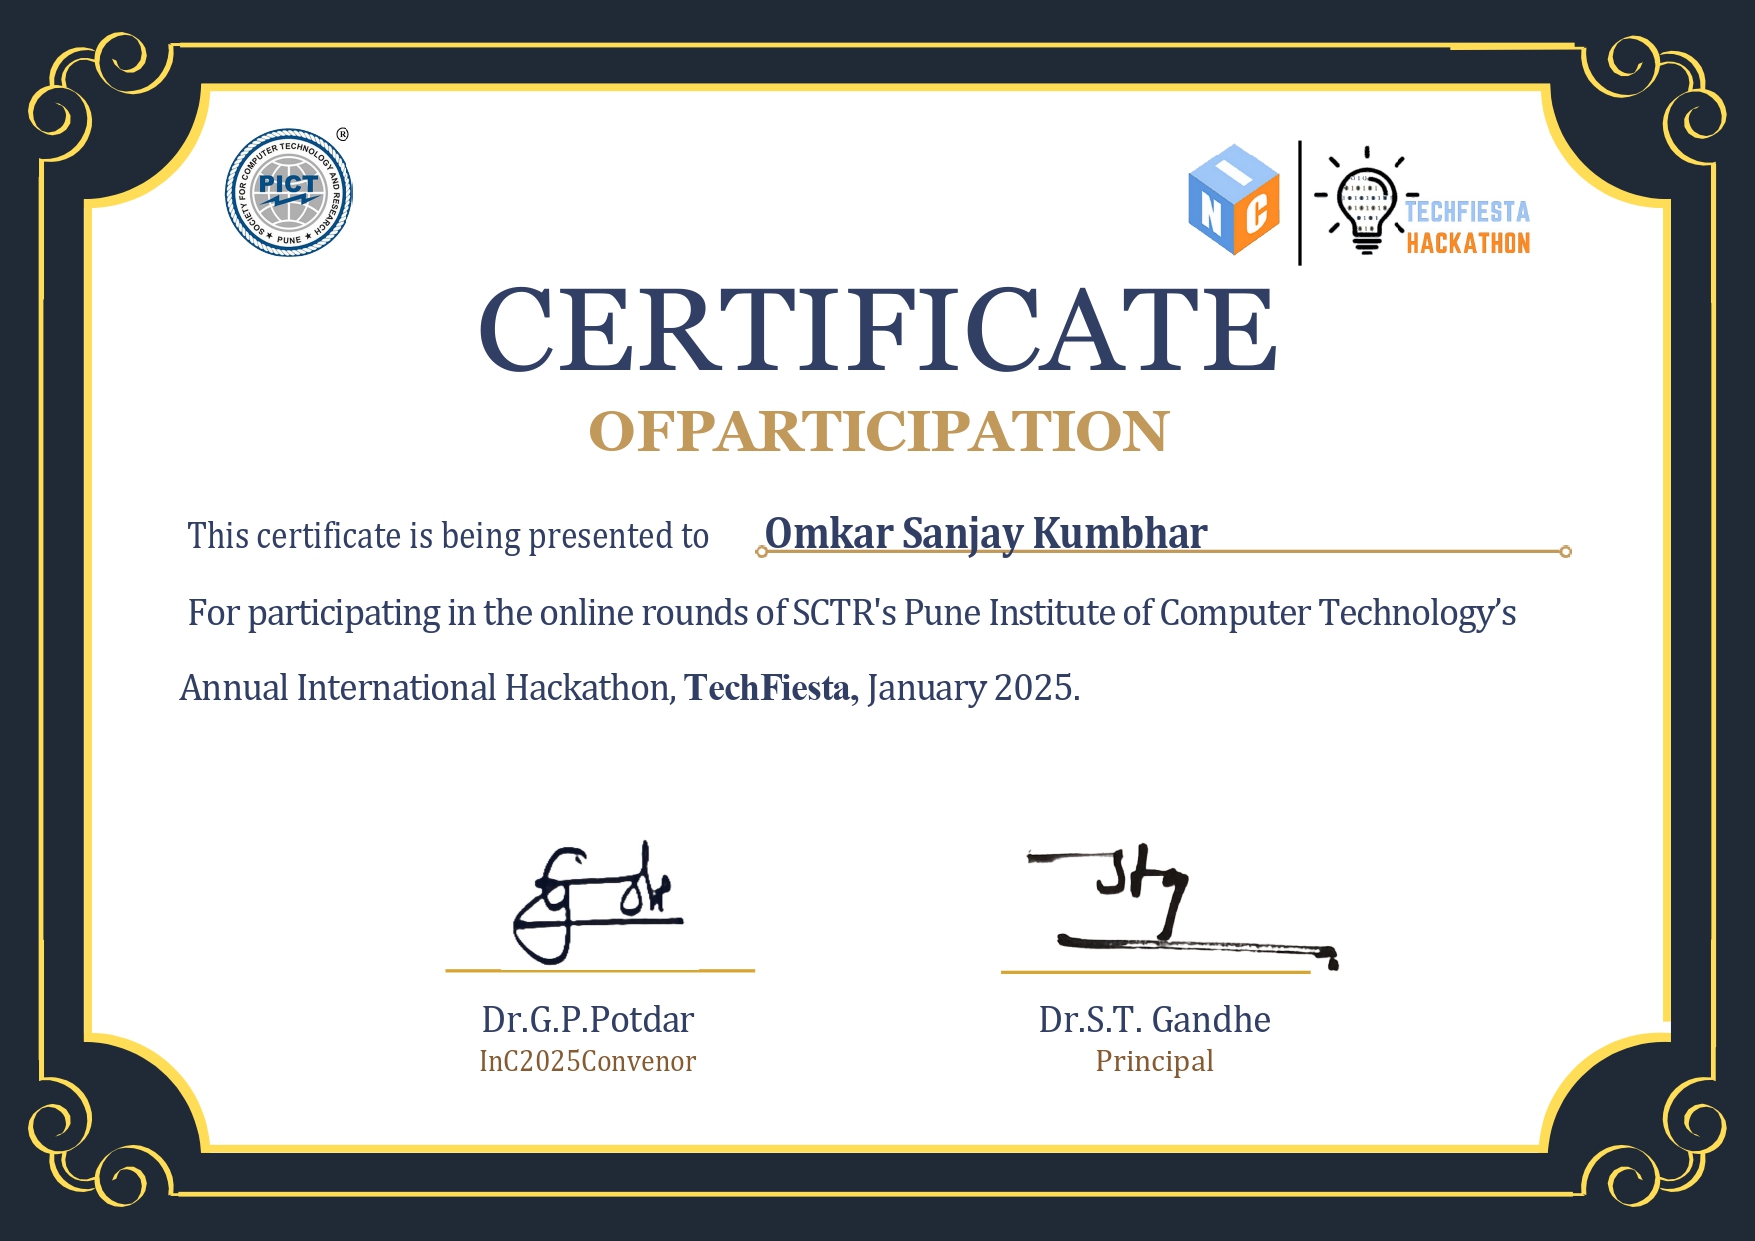 SOCIETY FOR COMPUTER TECHNOLOGY AND RESEARCH
PICT
★ PUNE ★
®
I
N C
TECHFIESTA
HACKATHON
CERTIFICATE
OFPARTICIPATION
This certificate is being presented to Omkar Sanjay Kumbhar
For participating in the online rounds of SCTR's Pune Institute of Computer Technology’s
Annual International Hackathon, TechFiesta, January 2025.
Dr.G.P.Potdar
InC2025Convenor
Dr.S.T. Gandhe
Principal